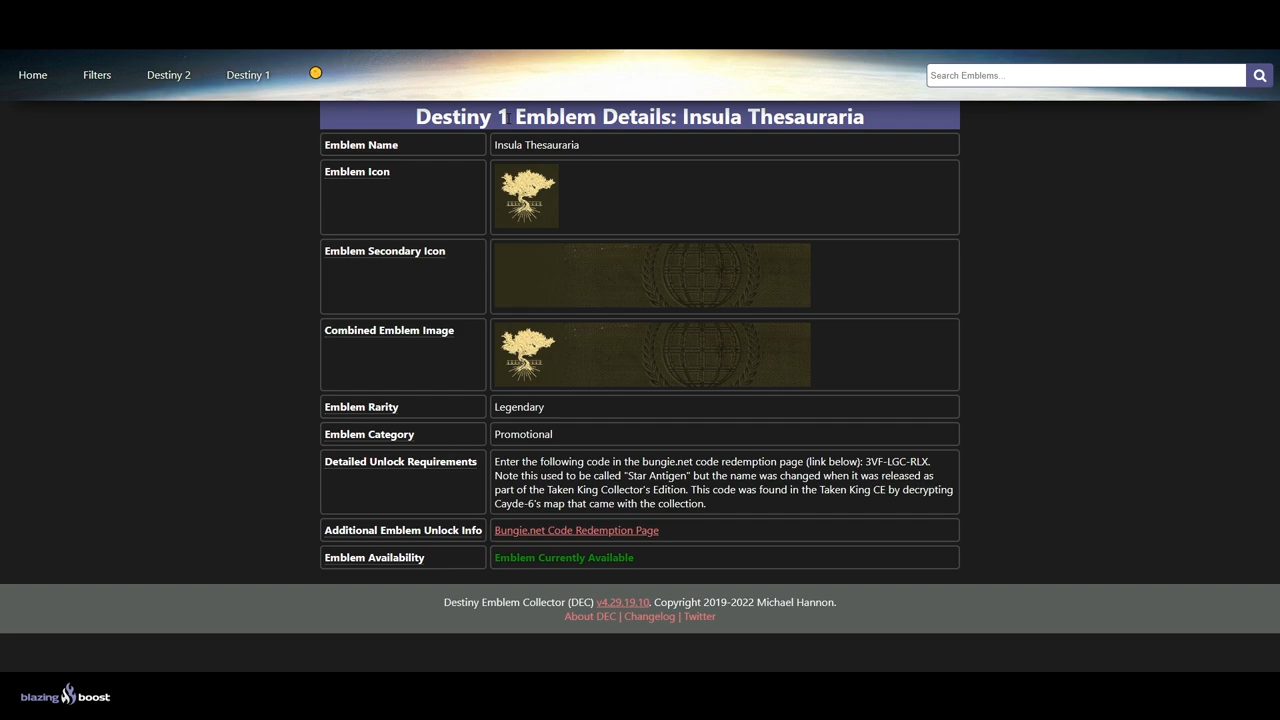 Home Filters Destiny 2 Destiny 1 Search Emblems...
Destiny 1 Emblem Details: Insula Thesauraria
Emblem Name Insula Thesauraria
Emblem Icon
Emblem Secondary Icon
Combined Emblem Image
Emblem Rarity Legendary
Emblem Category Promotional
Detailed Unlock Requirements Enter the following code in the bungie.net code redemption page (link below): 3VF-LGC-RLX.
Note this used to be called "Star Antigen" but the name was changed when it was released as
part of the Taken King Collector's Edition. This code was found in the Taken King CE by decrypting
Cayde-6's map that came with the collection.
Additional Emblem Unlock Info Bungie.net Code Redemption Page
Emblem Availability Emblem Currently Available
Destiny Emblem Collector (DEC) v4.29.19.10. Copyright 2019-2022 Michael Hannon.
About DEC | Changelog | Twitter
blazing boost